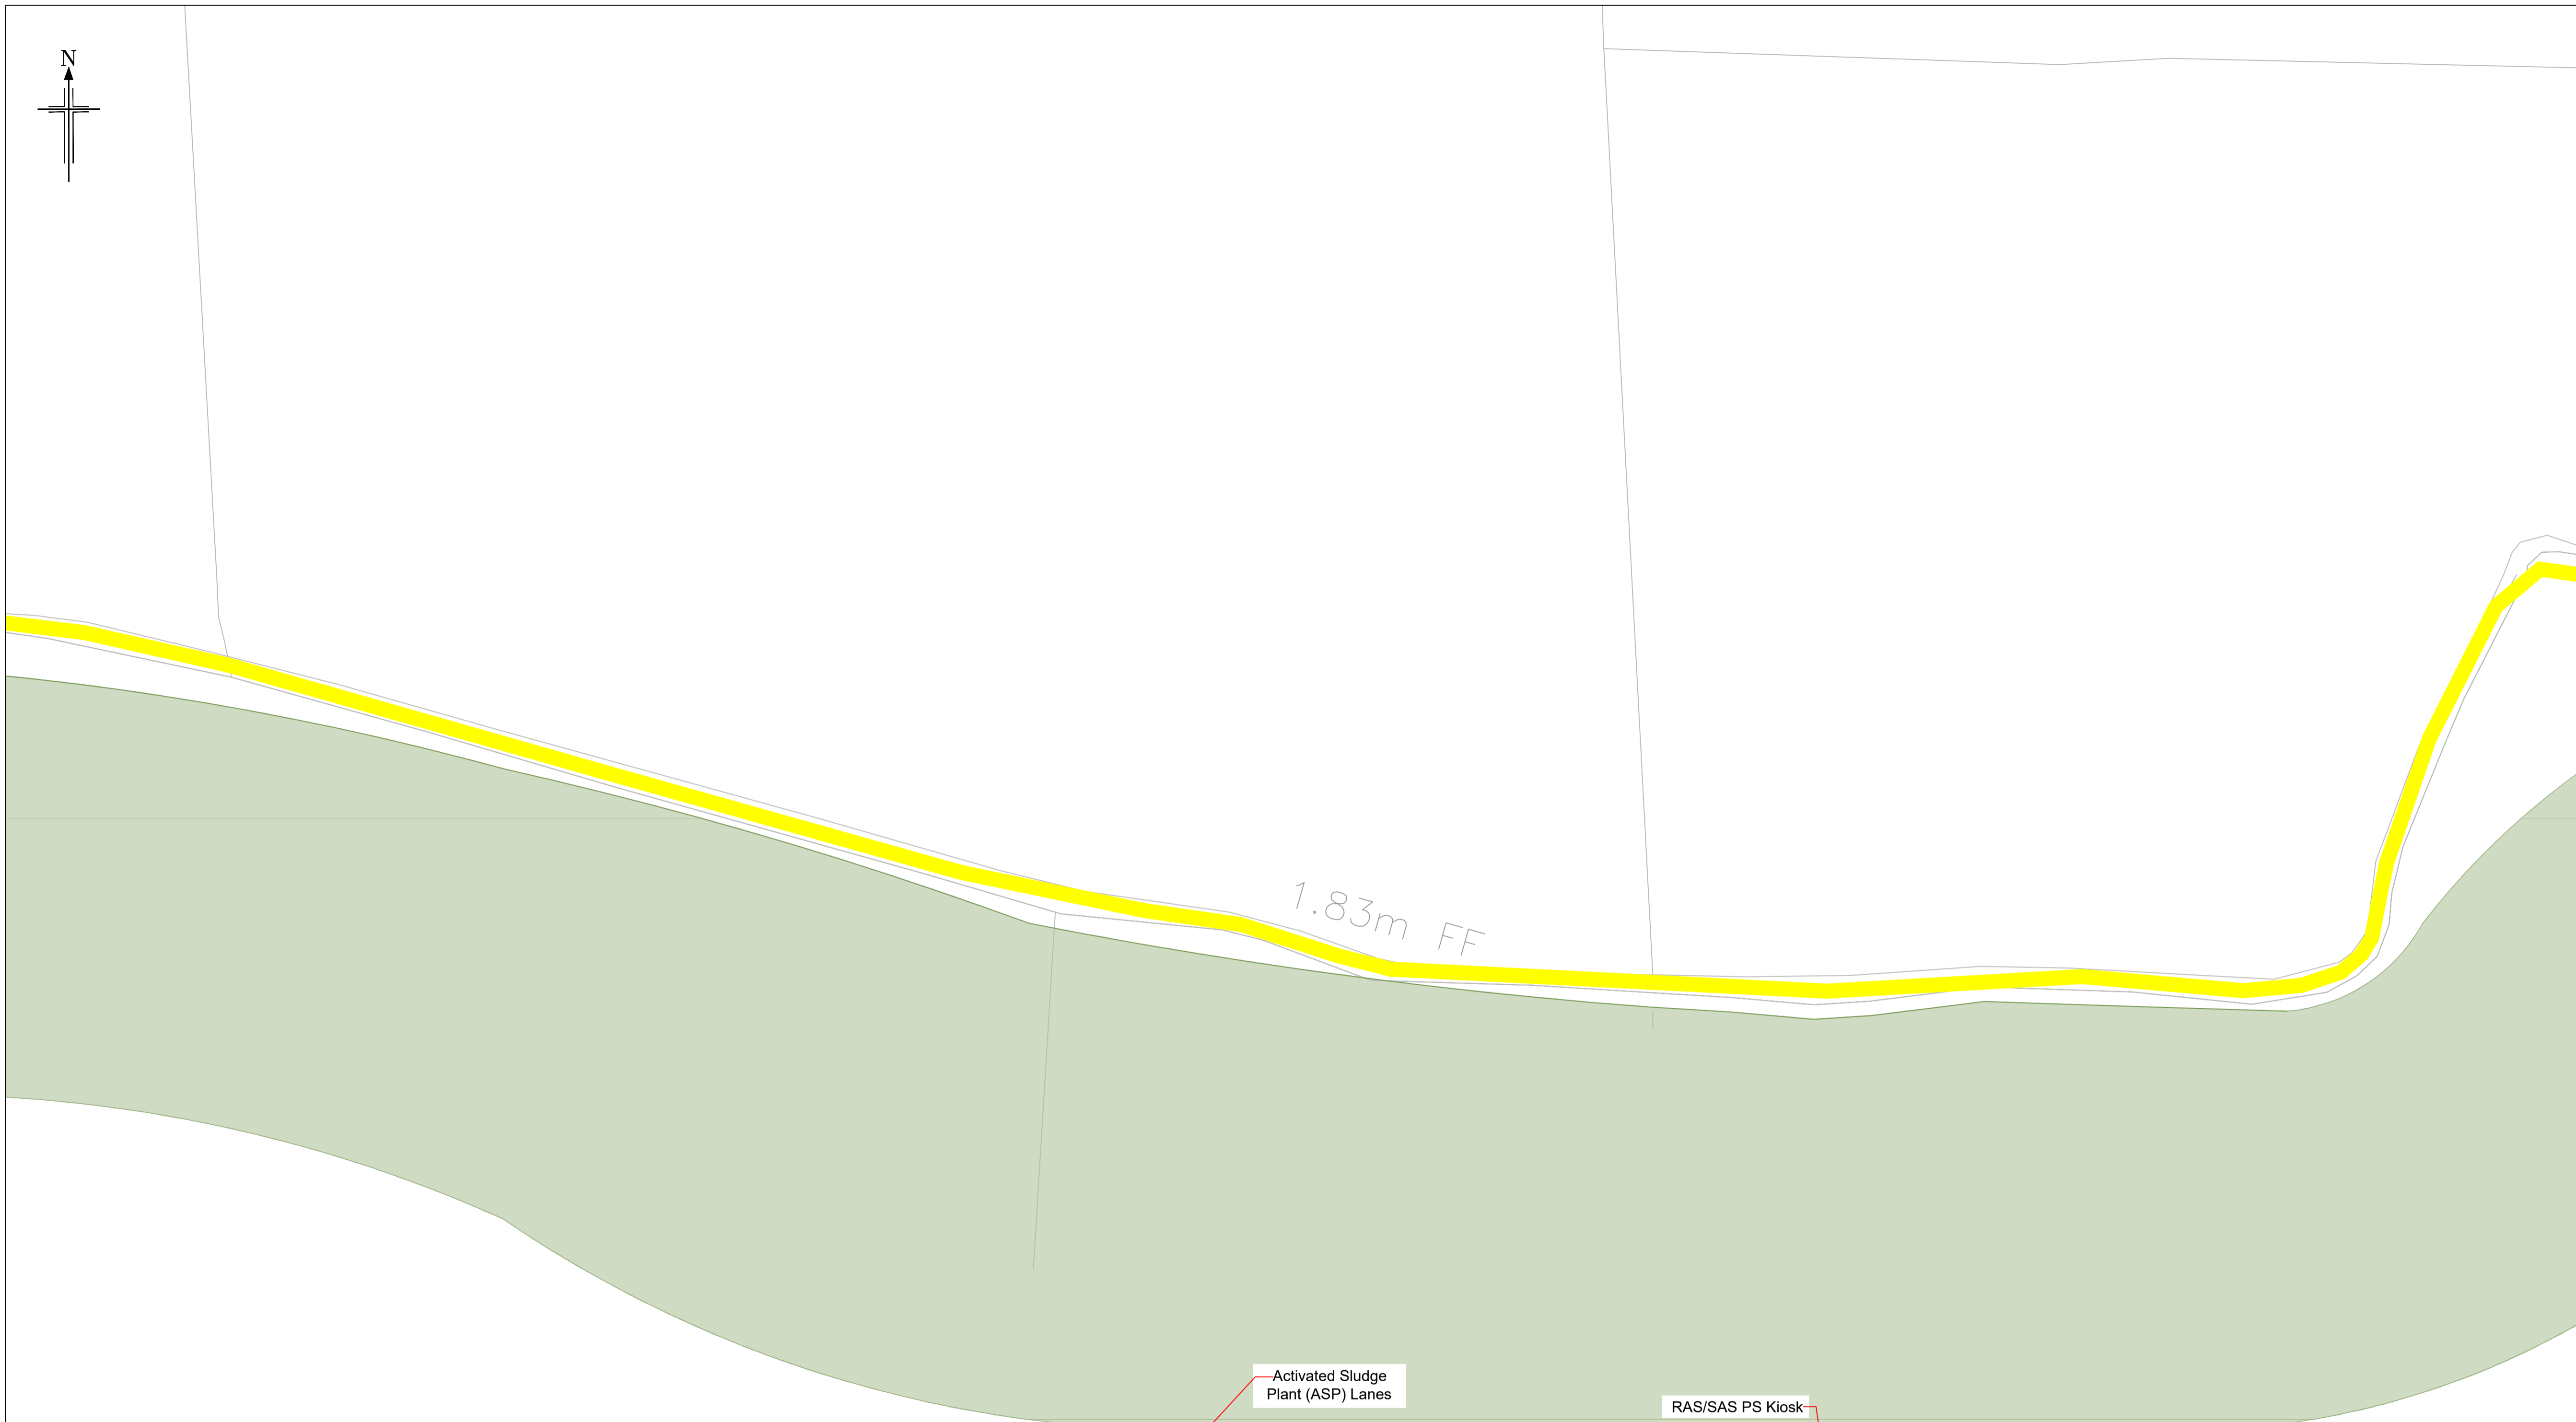 N
1.83m FF
Activated Sludge
Plant (ASP) Lanes
RAS/SAS PS Kiosk